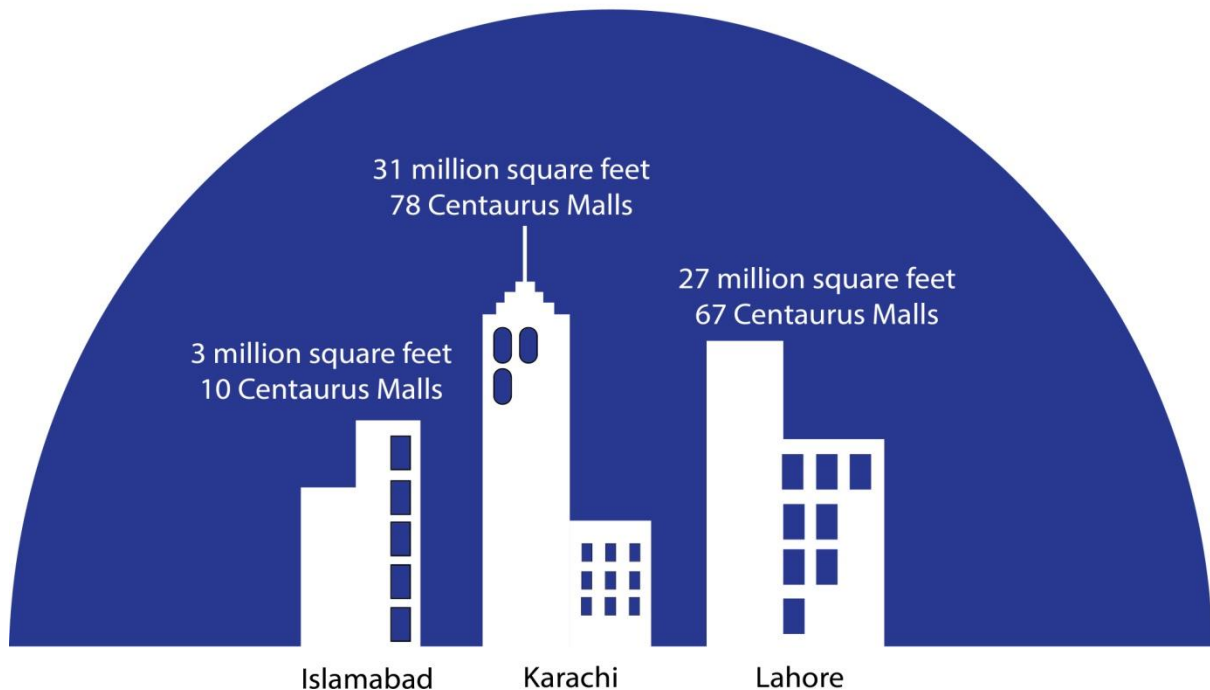 31 million square feet
78 Centaurus Malls
27 million square feet
67 Centaurus Malls
3 million square feet
10 Centaurus Malls
Islamabad
Karachi
Lahore